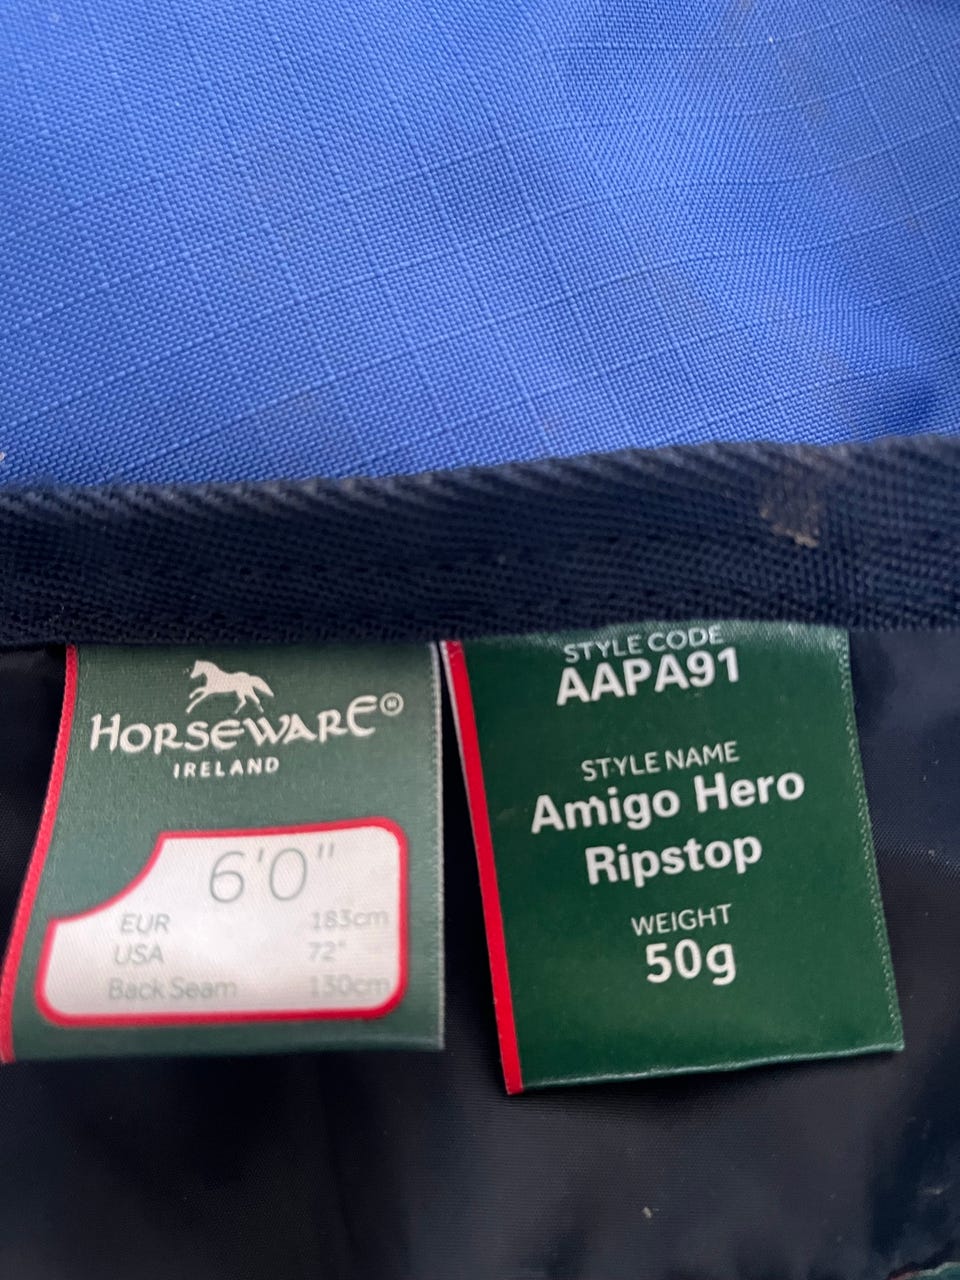 HORSEWARE®
IRELAND
6'0"
EUR 183cm
USA 72"
Back Seam 130cm
STYLE CODE
AAPA91
STYLE NAME
Amigo Hero
Ripstop
WEIGHT
50g